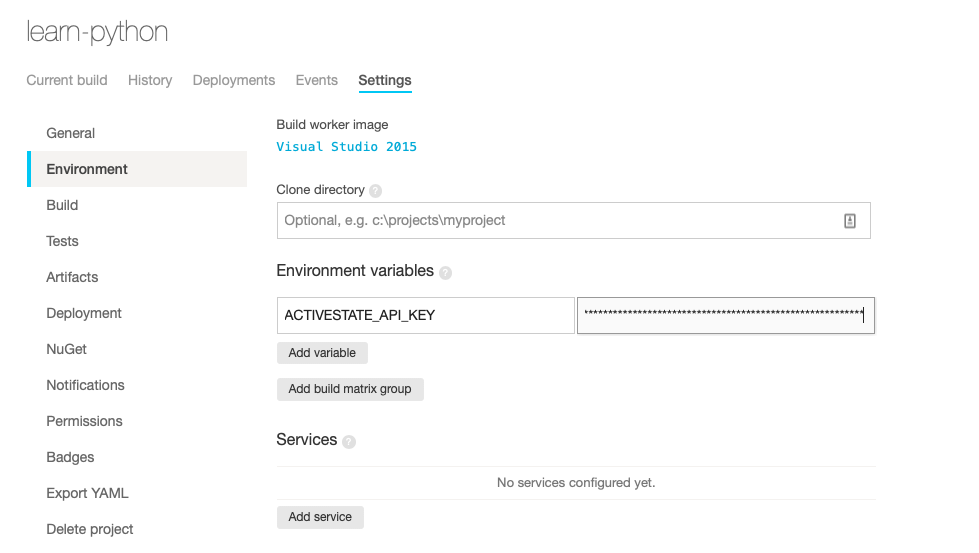 learn-python
Current build History Deployments Events Settings
General
Environment
Build
Tests
Artifacts
Deployment
NuGet
Notifications
Permissions
Badges
Export YAML
Delete project
Build worker image
Visual Studio 2015
Clone directory ?
Optional, e.g. c:\projects\myproject
Environment variables ?
ACTIVESTATE_API_KEY ********************************************************
Add variable
Add build matrix group
Services ?
No services configured yet.
Add service